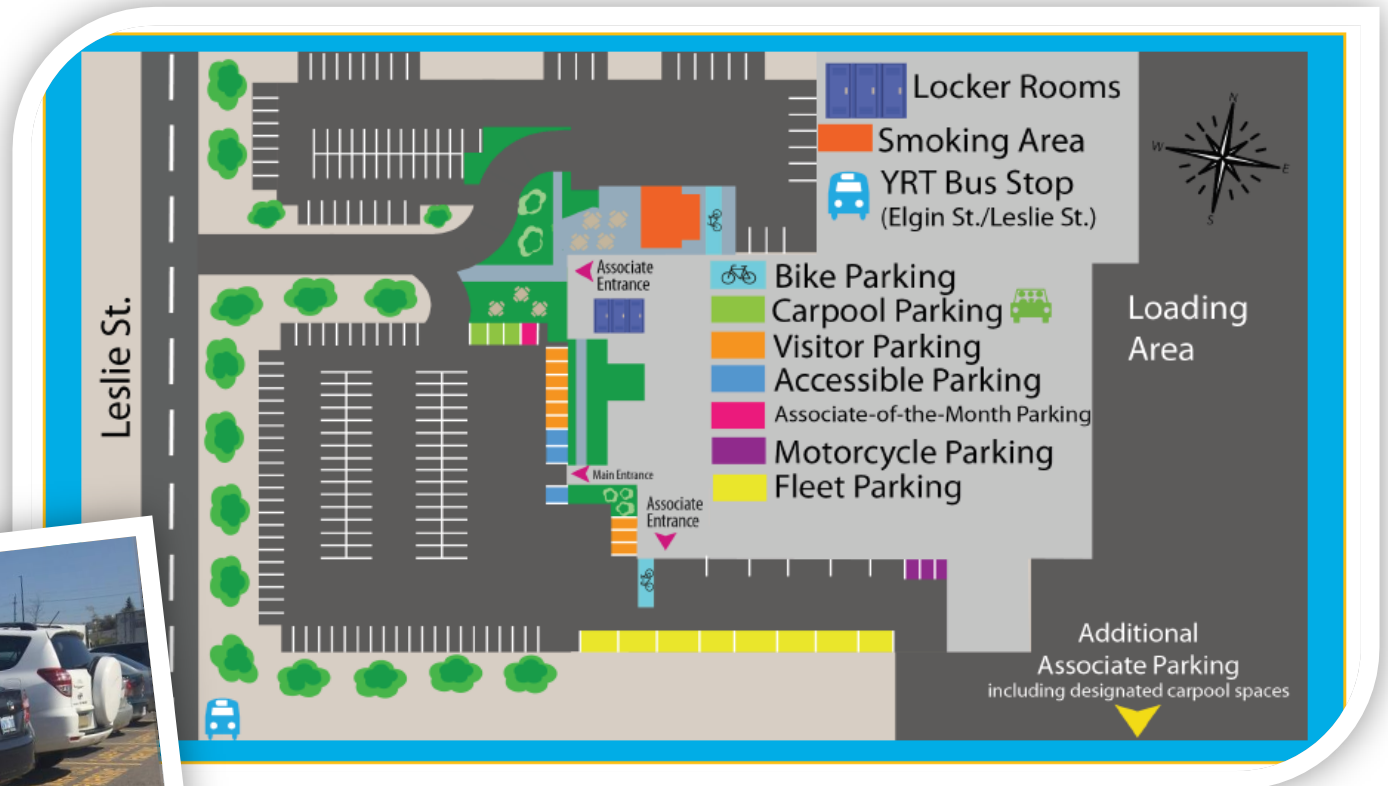 Locker Rooms
Smoking Area
YRT Bus Stop
(Elgin St./Leslie St.)
N
W
E
S
Associate
Entrance
Bike Parking
Carpool Parking
Visitor Parking
Accessible Parking
Associate-of-the-Month Parking
Motorcycle Parking
Fleet Parking
Loading
Area
Leslie St.
Main Entrance
Associate
Entrance
Additional
Associate Parking
including designated carpool spaces